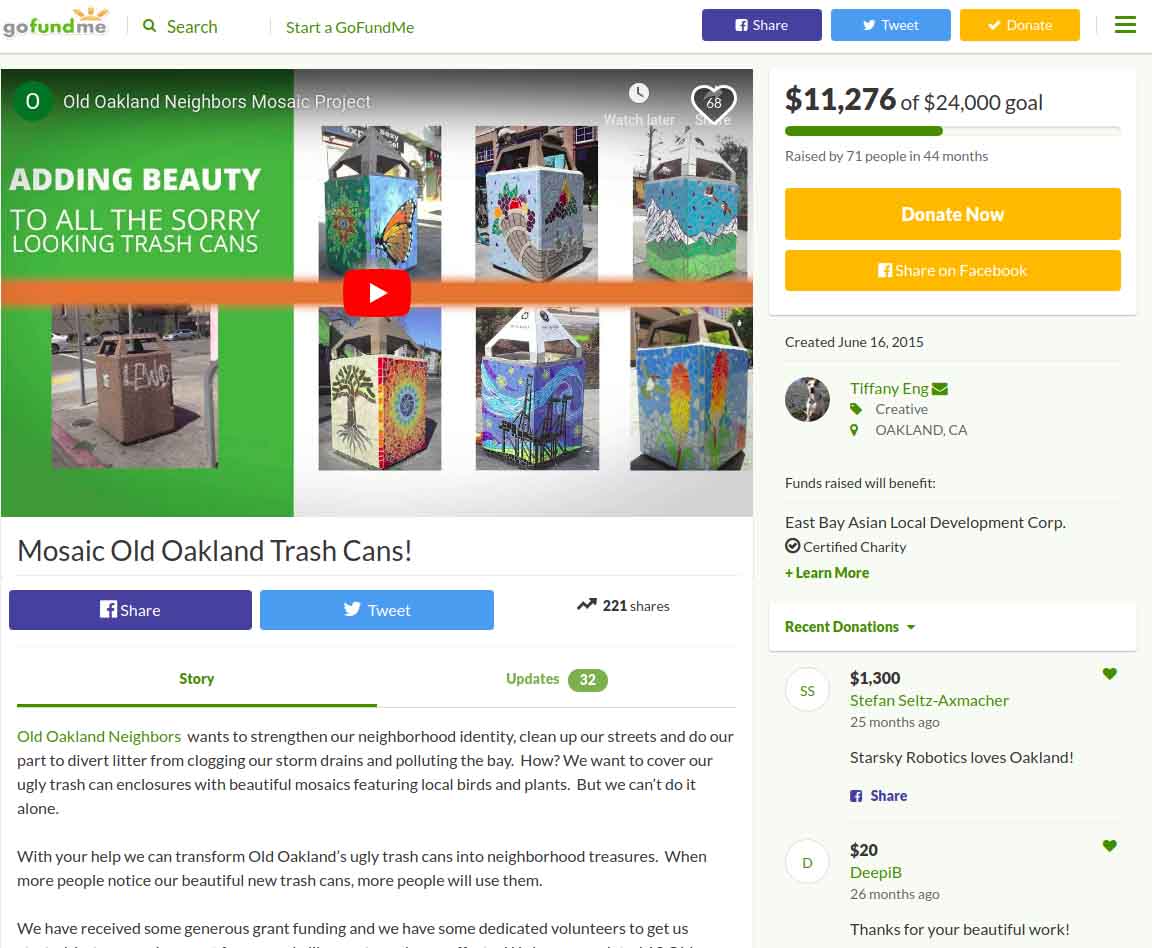 gofundme
Search
Start a GoFundMe
Share
Tweet
Donate
O
Old Oakland Neighbors Mosaic Project
Watch later
Share
68
ADDING BEAUTY
TO ALL THE SORRY
LOOKING TRASH CANS
LEWD
Mosaic Old Oakland Trash Cans!
Share
Tweet
221 shares
Story
Updates 32
Old Oakland Neighbors wants to strengthen our neighborhood identity, clean up our streets and do our
part to divert litter from clogging our storm drains and polluting the bay. How? We want to cover our
ugly trash can enclosures with beautiful mosaics featuring local birds and plants. But we can't do it
alone.
With your help we can transform Old Oakland's ugly trash cans into neighborhood treasures. When
more people notice our beautiful new trash cans, more people will use them.
We have received some generous grant funding and we have some dedicated volunteers to get us
$11,276 of $24,000 goal
Raised by 71 people in 44 months
Donate Now
Share on Facebook
Created June 16, 2015
Tiffany Eng
Creative
OAKLAND, CA
Funds raised will benefit:
East Bay Asian Local Development Corp.
Certified Charity
+ Learn More
Recent Donations
SS
$1,300
Stefan Seltz-Axmacher
25 months ago
Starsky Robotics loves Oakland!
Share
D
$20
DeepiB
26 months ago
Thanks for your beautiful work!